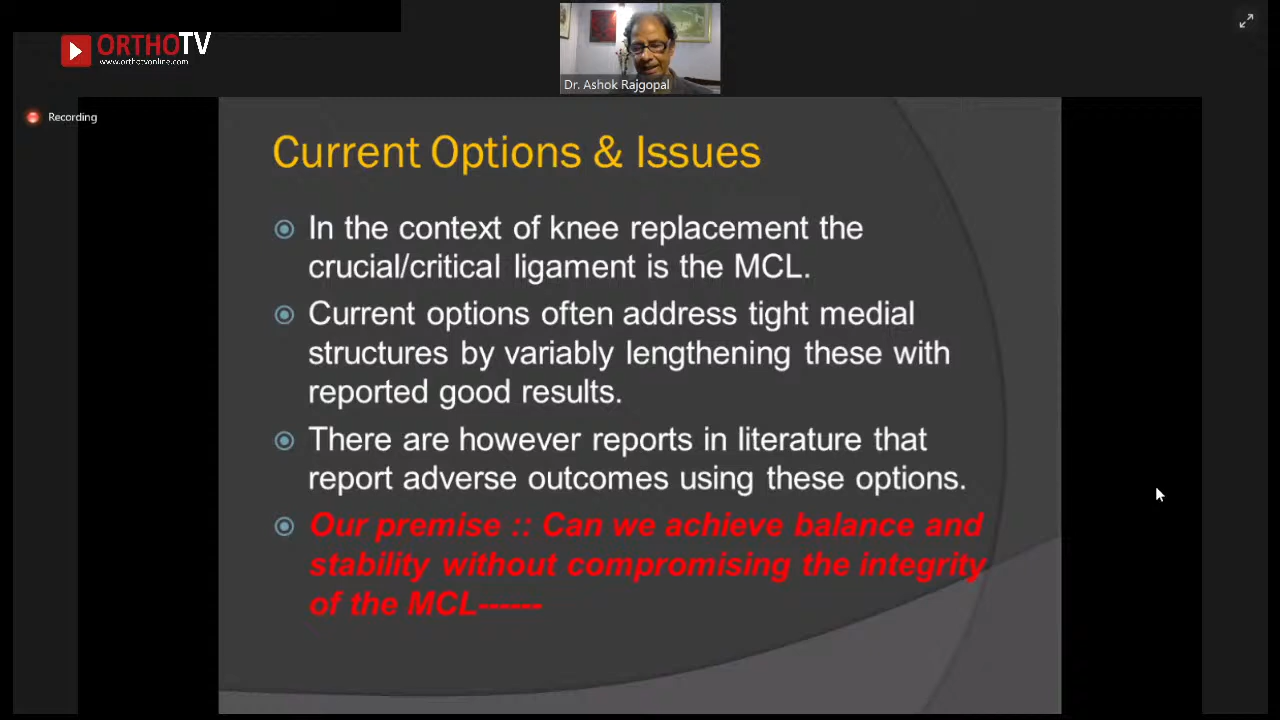 ORTHOTV
www.orthotvonline.com
Dr. Ashok Rajgopal
Recording
Current Options & Issues
In the context of knee replacement the
crucial/critical ligament is the MCL.
Current options often address tight medial
structures by variably lengthening these with
reported good results.
There are however reports in literature that
report adverse outcomes using these options.
Our premise :: Can we achieve balance and
stability without compromising the integrity
of the MCL------